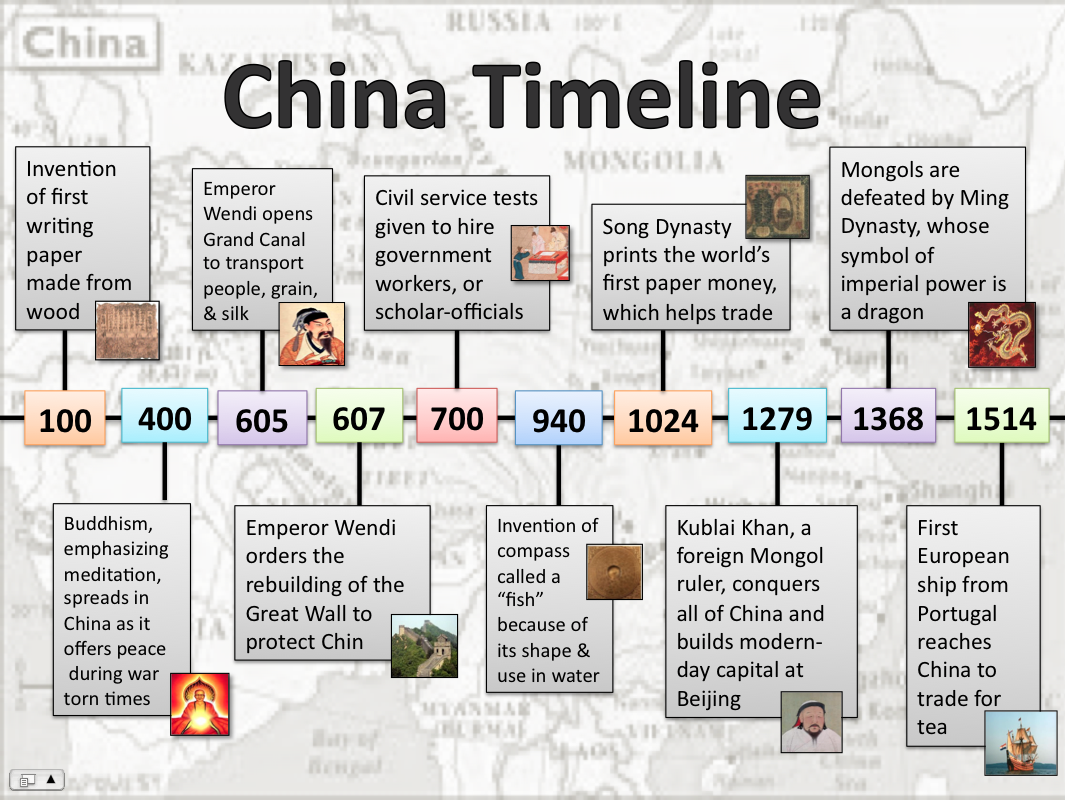 China
RUSSIA
KAZAKHSTAN
China Timeline
MONGOLIA
Invention
of first
writing
paper
made from
wood
Emperor
Wendi opens
Grand Canal
to transport
people, grain,
& silk
Civil service tests
given to hire
government
workers, or
scholar-officials
Song Dynasty
prints the world’s
first paper money,
which helps trade
Mongols are
defeated by Ming
Dynasty, whose
symbol of
imperial power is
a dragon
100
400
605
607
700
940
1024
1279
1368
1514
Buddhism,
emphasizing
meditation,
spreads in
China as it
offers peace
during war
torn times
Emperor Wendi
orders the
rebuilding of the
Great Wall to
protect Chin
Invention of
compass
called a
“fish”
because of
its shape &
use in water
Kublai Khan, a
foreign Mongol
ruler, conquers
all of China and
builds modern-
day capital at
Beijing
First
European
ship from
Portugal
reaches
China to
trade for
tea
Shanghai
MYANMAR
(BURMA)
Bay of
Bengal